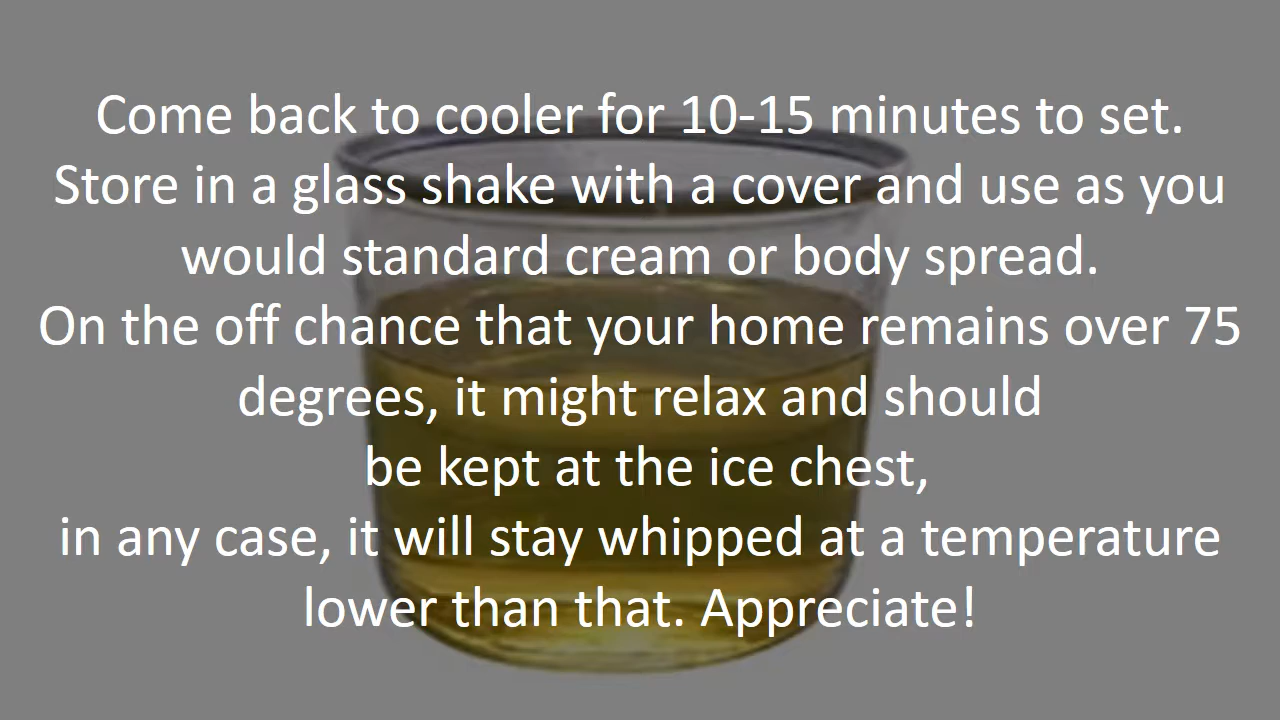 Come back to cooler for 10-15 minutes to set.
Store in a glass shake with a cover and use as you
would standard cream or body spread.
On the off chance that your home remains over 75
degrees, it might relax and should
be kept at the ice chest,
in any case, it will stay whipped at a temperature
lower than that. Appreciate!